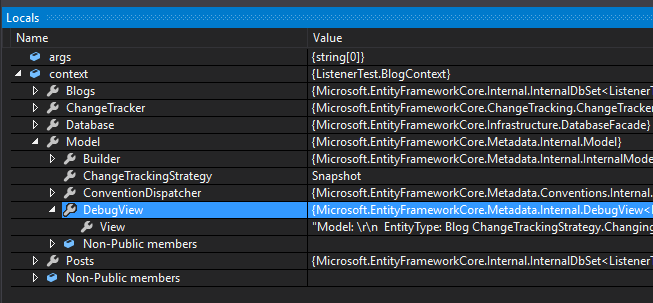 Locals
Name Value
args {string[0]}
context {ListenerTest.BlogContext}
Blogs {Microsoft.EntityFrameworkCore.Internal.InternalDbSet<ListenerT
ChangeTracker {Microsoft.EntityFrameworkCore.ChangeTracking.ChangeTracker
Database {Microsoft.EntityFrameworkCore.Infrastructure.DatabaseFacade}
Model {Microsoft.EntityFrameworkCore.Metadata.Internal.Model}
Builder {Microsoft.EntityFrameworkCore.Metadata.Internal.InternalMode
ChangeTrackingStrategy Snapshot
ConventionDispatcher {Microsoft.EntityFrameworkCore.Metadata.Conventions.Internal.
DebugView {Microsoft.EntityFrameworkCore.Metadata.Internal.DebugView<
View "Model: \r\n EntityType: Blog ChangeTrackingStrategy.Changing
Non-Public members
Posts {Microsoft.EntityFrameworkCore.Internal.InternalDbSet<ListenerT
Non-Public members